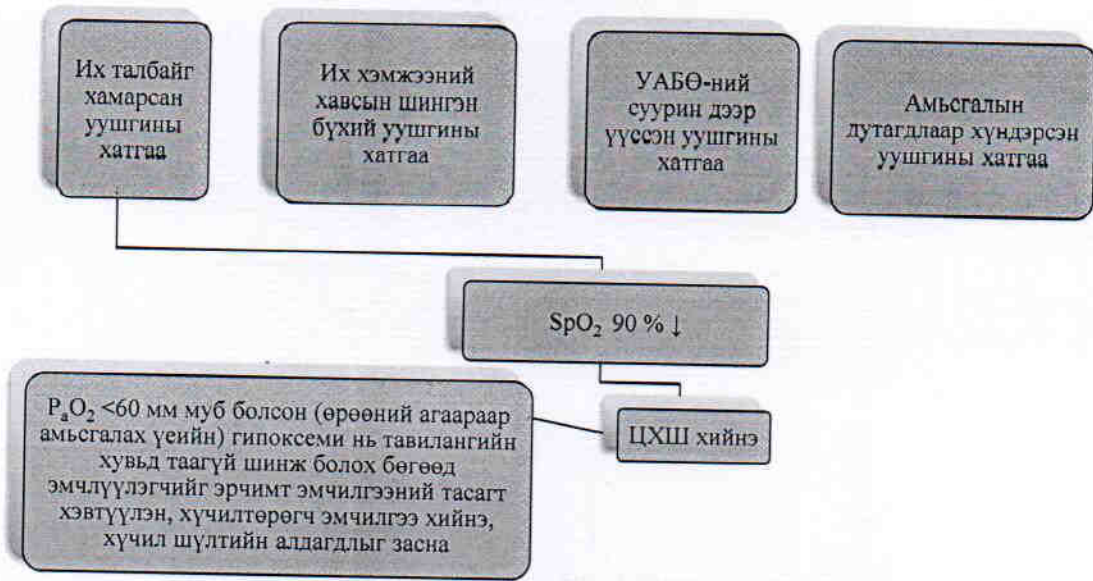 Их талбайг
хамарсан
уушгины
хатгаа
Их хэмжээний
хавсын шингэн
бүхий уушгины
хатгаа
УАБӨ-ний
суурин дээр
үүссэн уушгины
хатгаа
Амьсгалын
дутагдлаар хүндэрсэн
уушгины хатгаа
SpO₂ 90 % ↓
PₐO₂ <60 мм муб болсон (өрөөний агаараар
амьсгалах үеийн) гипоксеми нь тавилангийн
хувьд таагүй шинж болох бөгөөд
эмчлүүлэгчийг эрчимт эмчилгээний тасагт
хэвтүүлэн, хүчилтөрөгч эмчилгээ хийнэ,
хүчил шүлтийн алдагдлыг засна
ЦХШ хийнэ